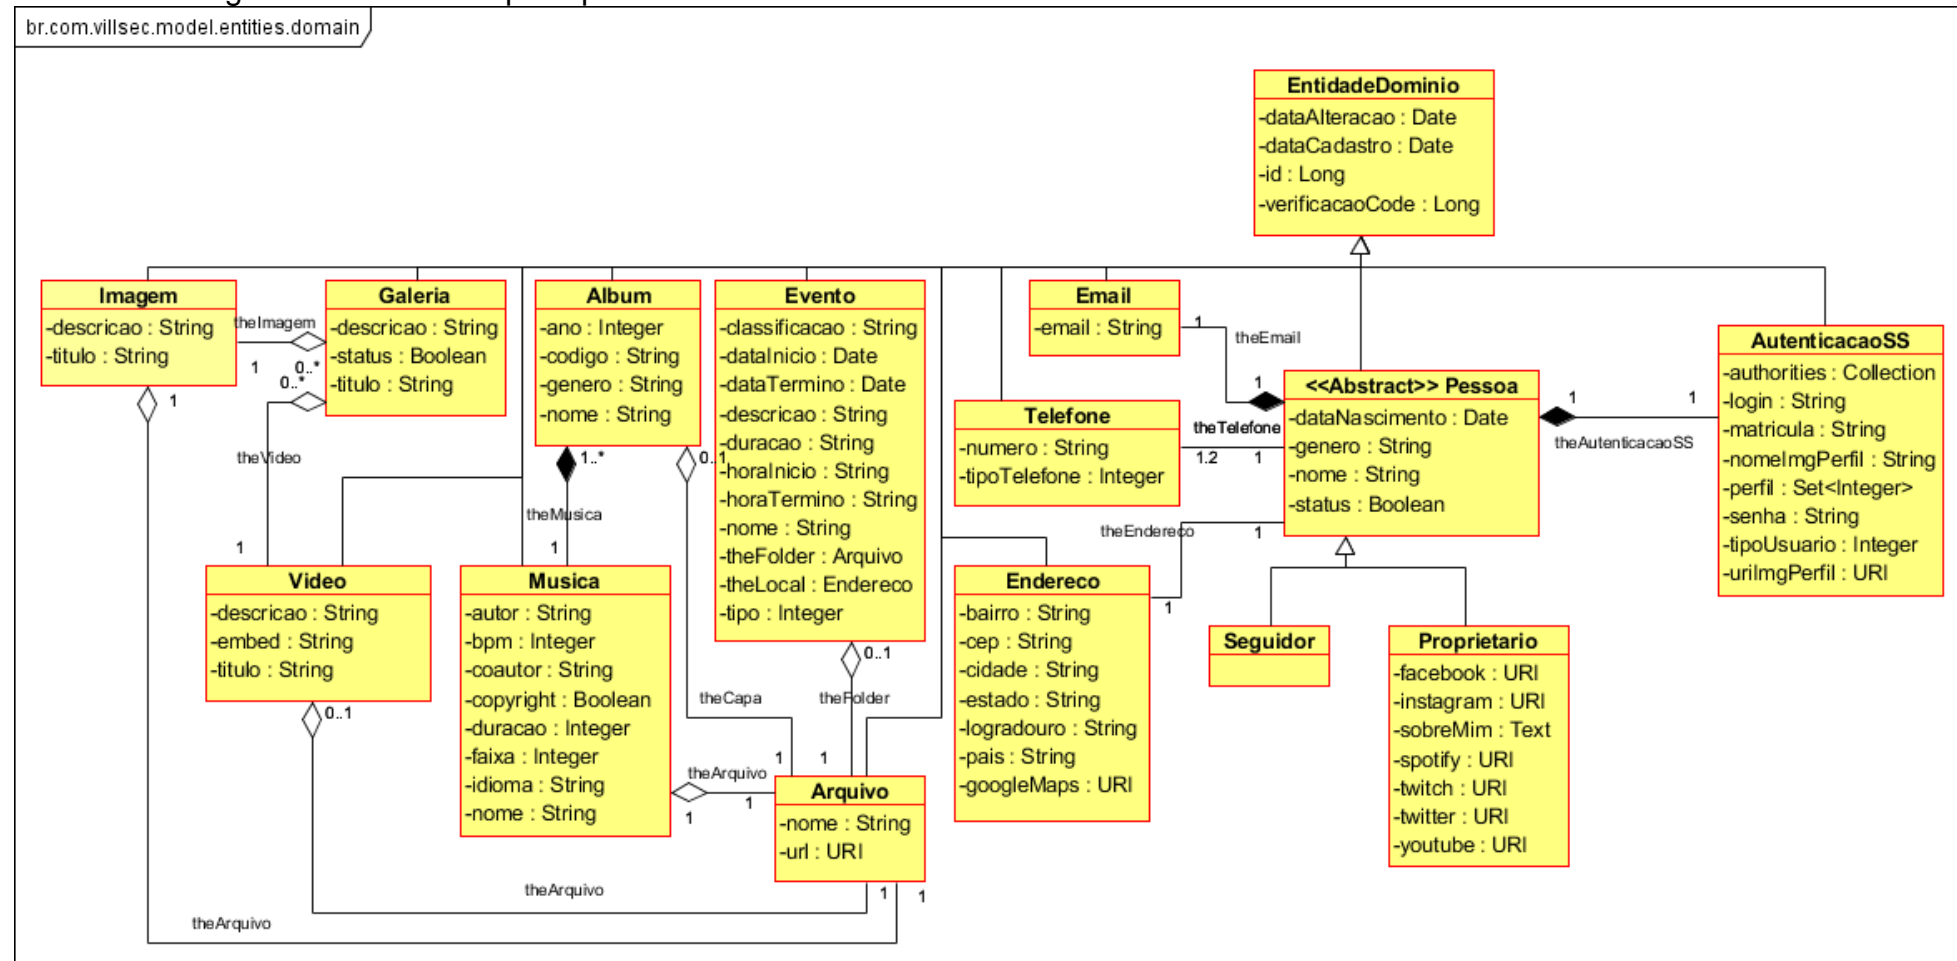 br.com.villsec.model.entities.domain
EntidadeDominio
-dataAlteracao : Date
-dataCadastro : Date
-id : Long
-verificacaoCode : Long
Imagem
-descricao : String
-titulo : String
theImagem
1
0..*
1
Galeria
-descricao : String
-status : Boolean
-titulo : String
0..*
theVideo
1
Album
-ano : Integer
-codigo : String
-genero : String
-nome : String
1..*
0..1
theMusica
1
Evento
-classificacao : String
-dataInicio : Date
-dataTermino : Date
-descricao : String
-duracao : String
-horaInicio : String
-horaTermino : String
-nome : String
-theFolder : Arquivo
-theLocal : Endereco
-tipo : Integer
0..1
theCapa
theFolder
1
1
Email
-email : String
1
theEmail
1
Telefone
-numero : String
-tipoTelefone : Integer
theTelefone
1.2
1
<<Abstract>> Pessoa
-dataNascimento : Date
-genero : String
-nome : String
-status : Boolean
1
1
theAutenticacaoSS
AutenticacaoSS
-authorities : Collection
-login : String
-matricula : String
-nomeImgPerfil : String
-perfil : Set<Integer>
-senha : String
-tipoUsuario : Integer
-uriImgPerfil : URI
theEndereco
1
1
Video
-descricao : String
-embed : String
-titulo : String
0..1
Musica
-autor : String
-bpm : Integer
-coautor : String
-copyright : Boolean
-duracao : Integer
-faixa : Integer
-idioma : String
-nome : String
theArquivo
1
1
Arquivo
-nome : String
-url : URI
1
1
theArquivo
theArquivo
Endereco
-bairro : String
-cep : String
-cidade : String
-estado : String
-logradouro : String
-pais : String
-googleMaps : URI
Seguidor
Proprietario
-facebook : URI
-instagram : URI
-sobreMim : Text
-spotify : URI
-twitch : URI
-twitter : URI
-youtube : URI